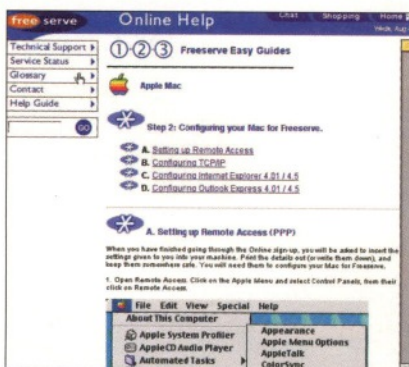 free serve
Online Help
Chat
Shopping
Home
Technical Support
Service Status
Glossary
Contact
Help Guide
GO
1 2 3 Freeserve Easy Guides
Apple Mac
Step 2: Configuring your Mac for Freeserve.
A. Setting up Remote Access
B. Configuring TCP/IP
C. Configuring Internet Explorer 4.01 / 4.5
D. Configuring Outlook Express 4.01 / 4.5
A. Setting up Remote Access (PPP)
When you have finished going through the Online sign-up, you will be asked to insert the
settings given to you into your machine. Print the details out (or write them down), and
keep them somewhere safe. You will need them to configure your Mac for Freeserve.
1. Open Remote Access. Click on the Apple Menu and select Control Panels, from their
click on Remote Access.
File Edit View Special Help
About This Computer
Apple System Profiler
AppleCD Audio Player
Automated Tasks
Appearance
Apple Menu Options
AppleTalk
ColorSync